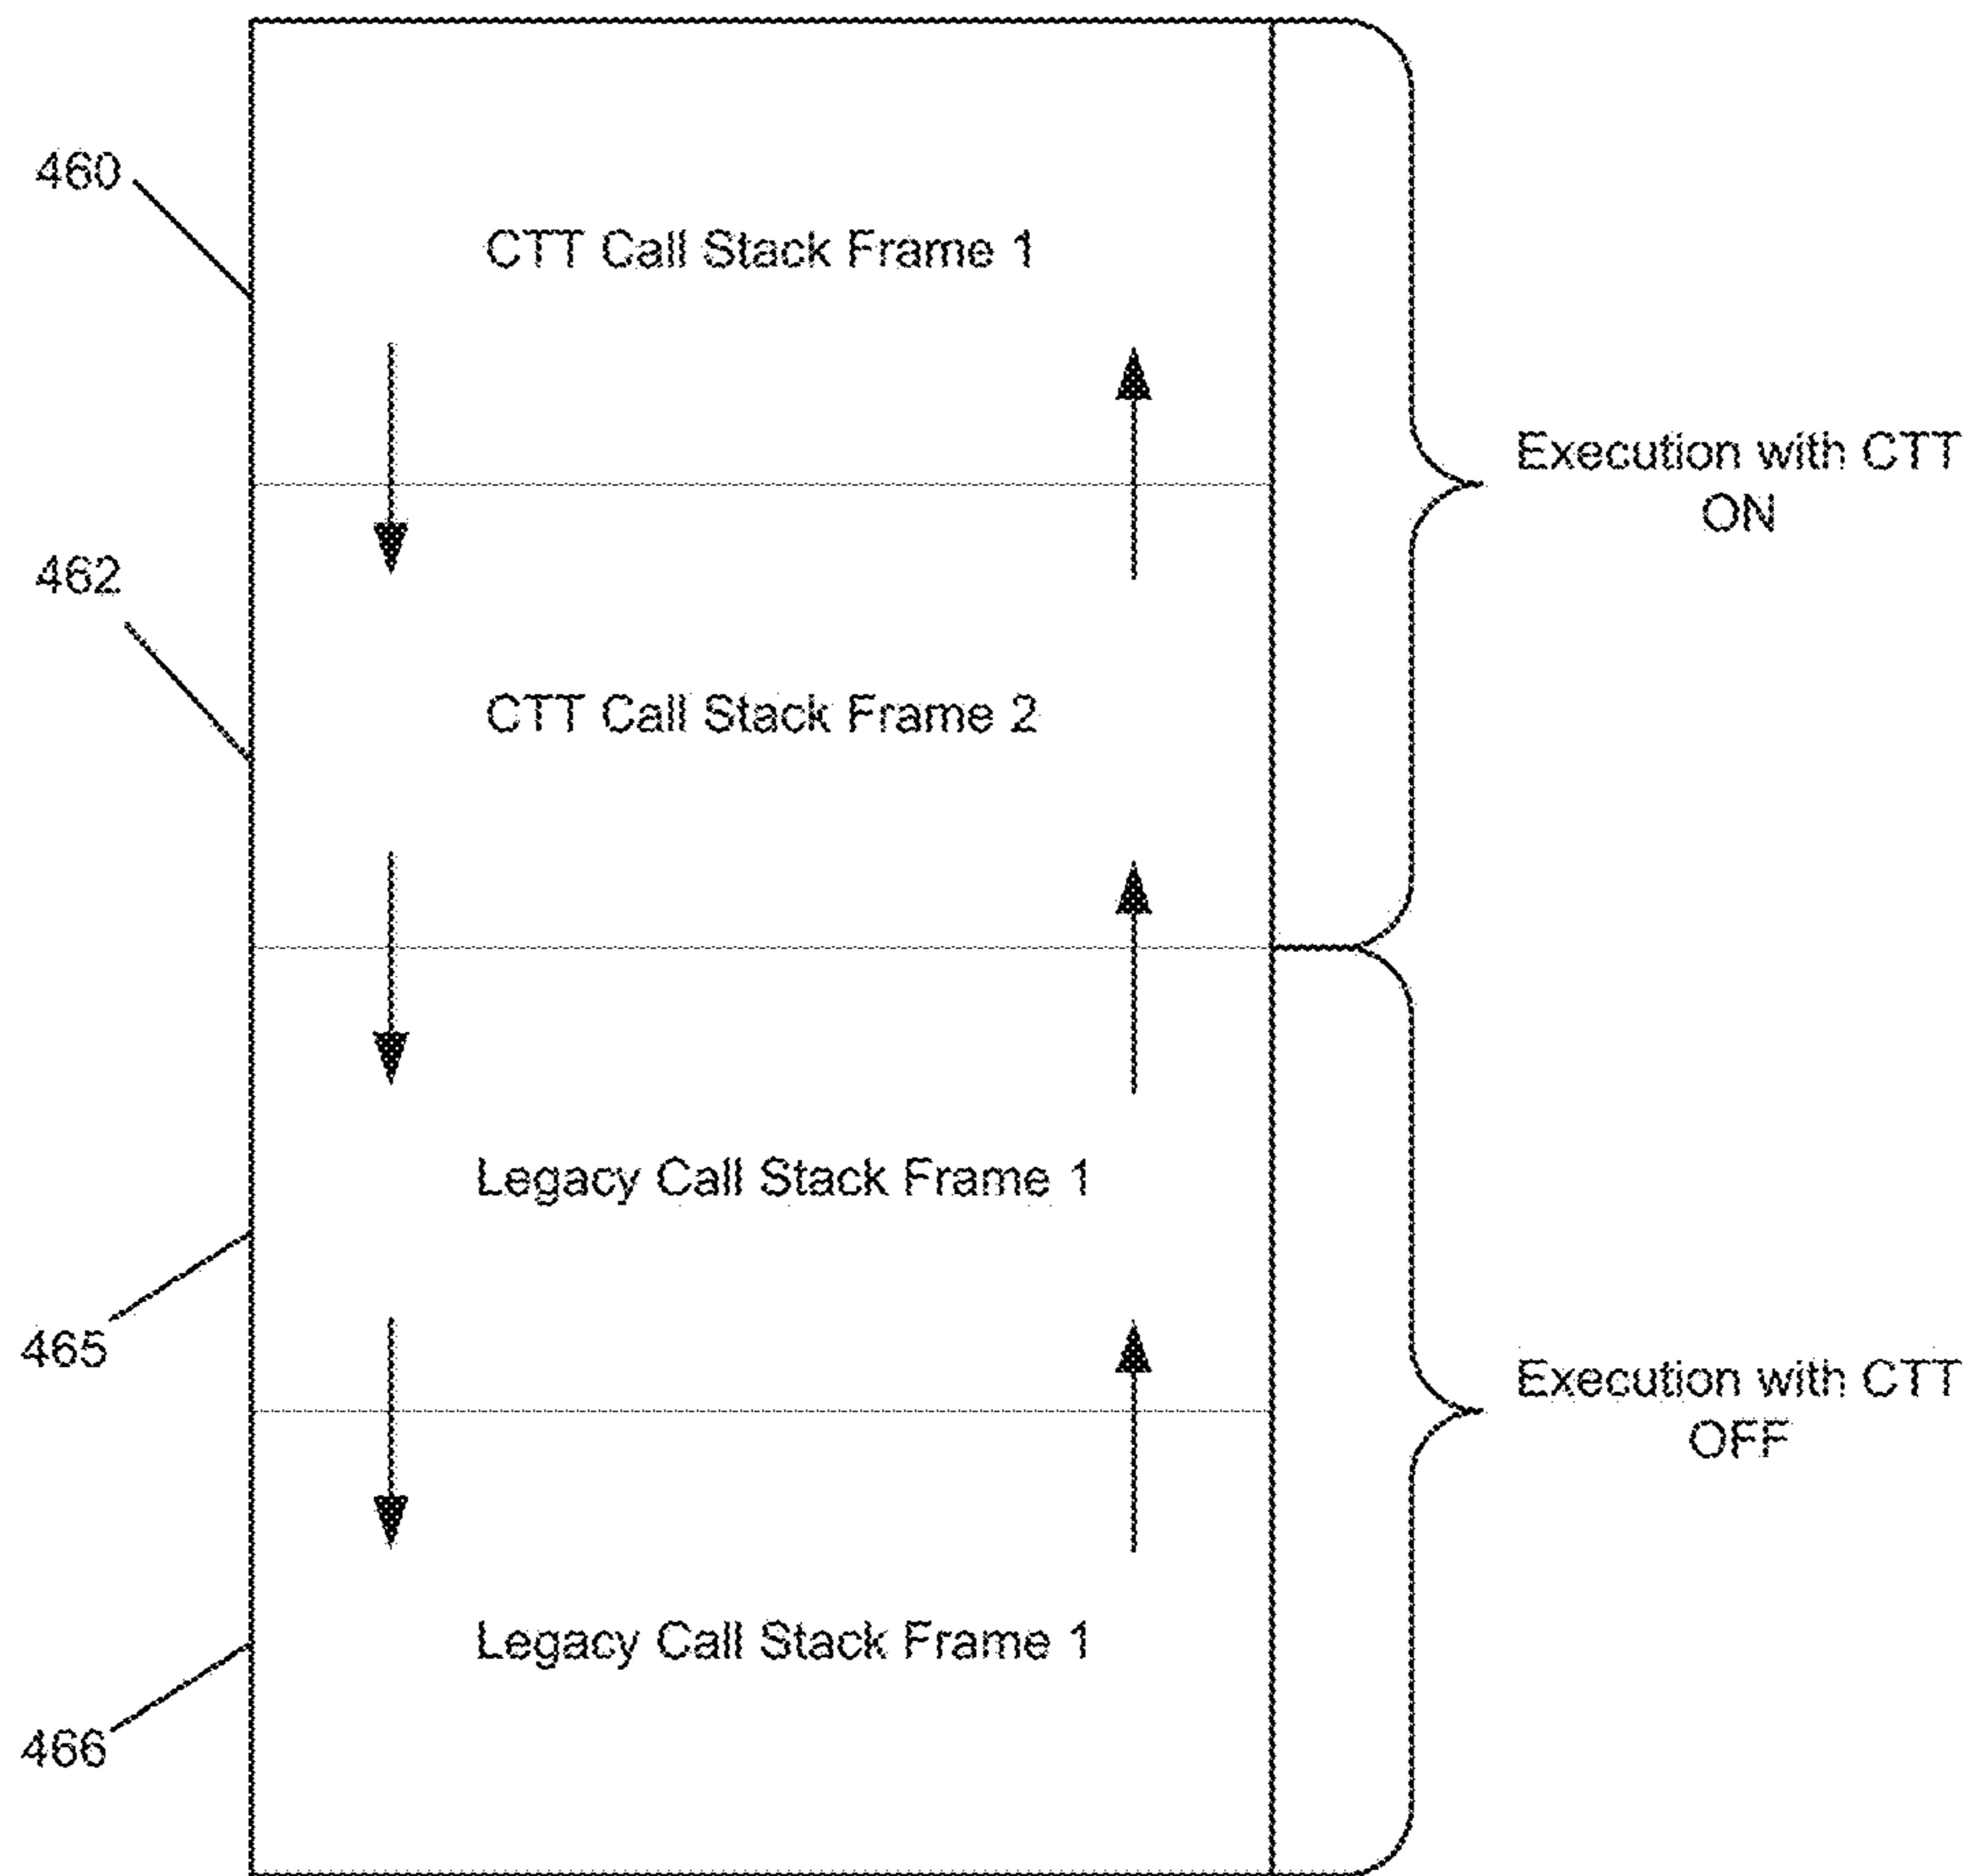 460
CTT Call Stack Frame 1
Execution with CTT
ON
462
CTT Call Stack Frame 2
Legacy Call Stack Frame 1
465
Execution with CTT
OFF
Legacy Call Stack Frame 1
466